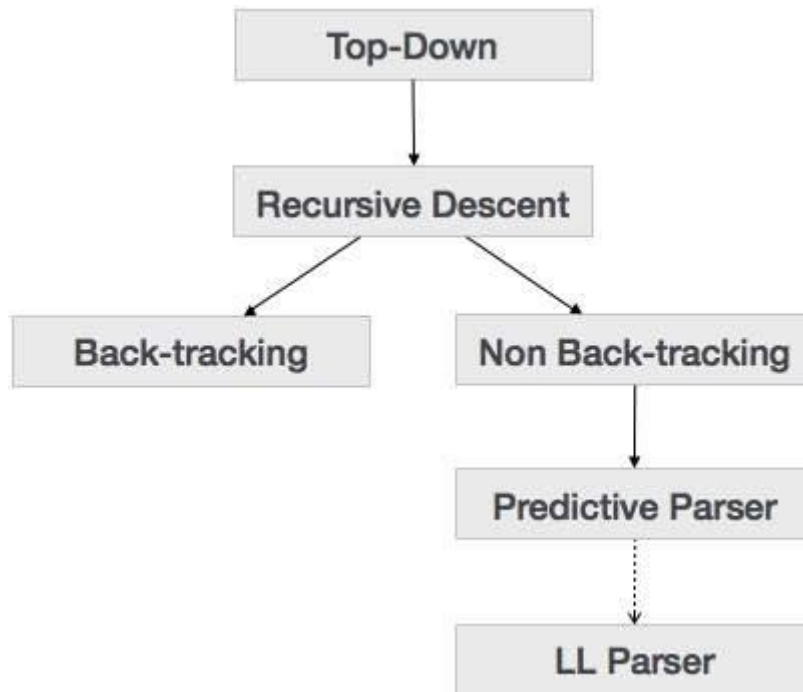 Top-Down
Recursive Descent
Back-tracking
Non Back-tracking
Predictive Parser
LL Parser